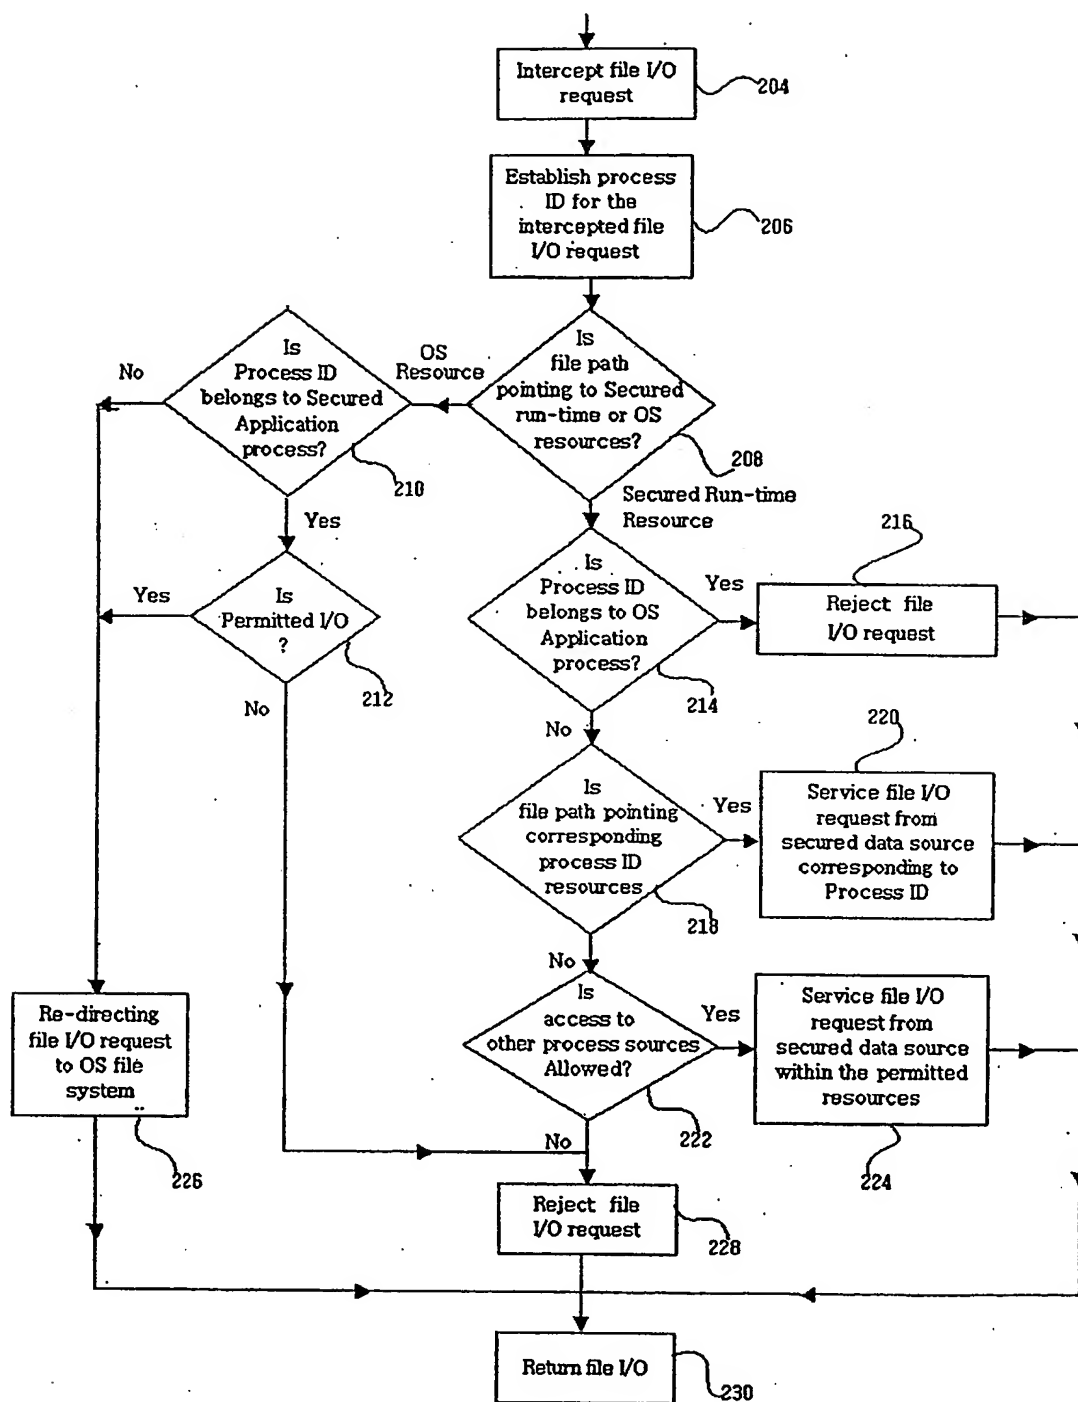 Intercept file I/O
request
204
Establish process
ID for the
intercepted file
I/O request
206
Is
file path
pointing to Secured
run-time or OS
resources?
208
OS
Resource
Is
Process ID
belongs to Secured
Application
process?
210
No
Yes
Secured Run-time
Resource
Is
Permitted I/O
?
212
Yes
No
Is
Process ID
belongs to OS
Application
process?
214
Yes
216
Reject file
I/O request
No
Is
file path pointing
corresponding
process ID
resources
218
Yes
220
Service file I/O
request from
secured data source
corresponding to
Process ID
No
Is
access to
other process sources
Allowed?
222
Yes
Service file I/O
request from
secured data source
within the permitted
resources
224
No
Re-directing
file I/O request
to OS file
system
226
Reject file
I/O request
228
Return file I/O
230